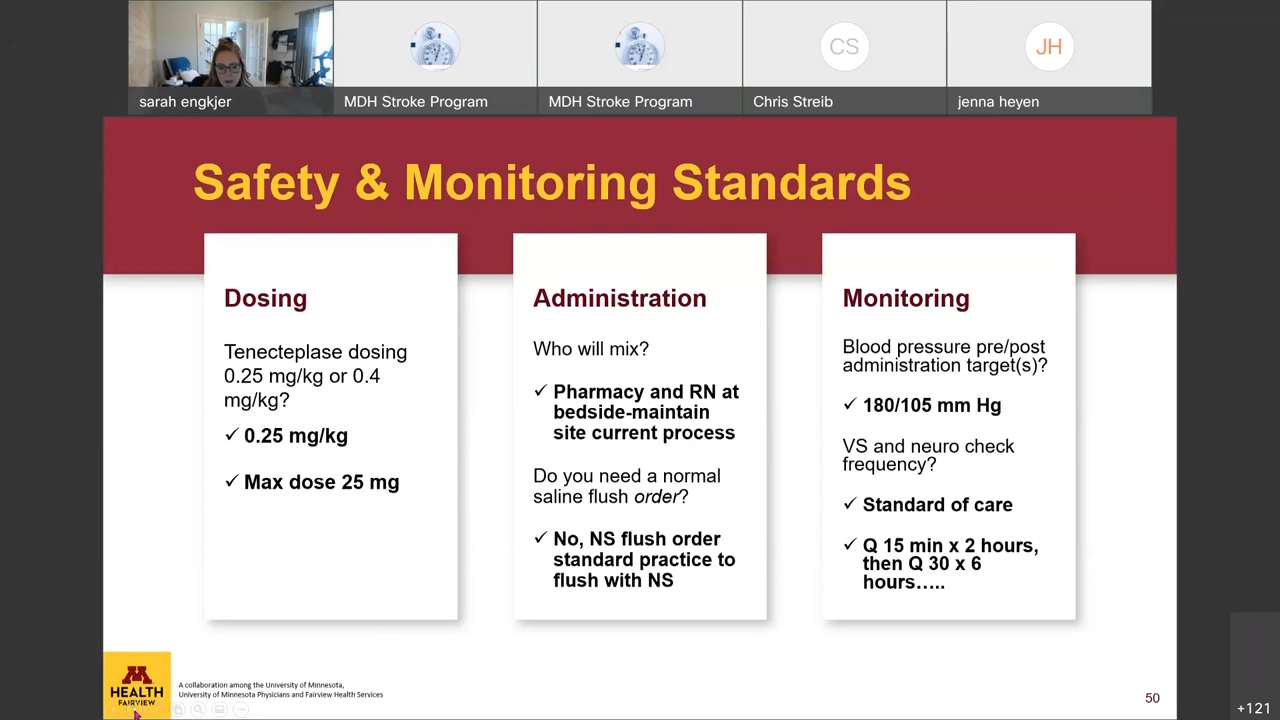 sarah engkjer
MDH Stroke Program
MDH Stroke Program
CS
Chris Streib
JH
jenna heyen
Safety & Monitoring Standards
Dosing
Tenecteplase dosing
0.25 mg/kg or 0.4
mg/kg?
✓ 0.25 mg/kg
✓ Max dose 25 mg
Administration
Who will mix?
✓ Pharmacy and RN at
bedside-maintain
site current process
Do you need a normal
saline flush order?
✓ No, NS flush order
standard practice to
flush with NS
Monitoring
Blood pressure pre/post
administration target(s)?
✓ 180/105 mm Hg
VS and neuro check
frequency?
✓ Standard of care
✓ Q 15 min x 2 hours,
then Q 30 x 6
hours…..
M
HEALTH
FAIRVIEW
A collaboration among the University of Minnesota,
University of Minnesota Physicians and Fairview Health Services
50
+121